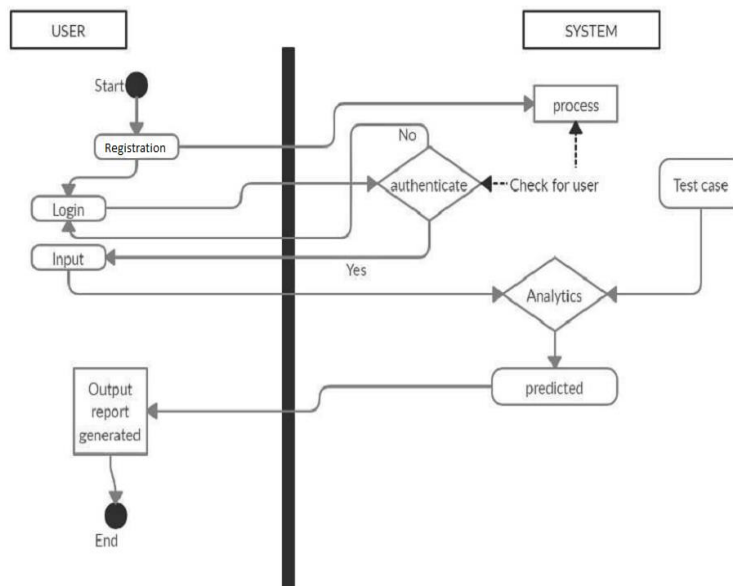 USER
SYSTEM
Start
process
Registration
No
authenticate
Check for user
Test case
Login
Input
Yes
Analytics
Output
report
generated
predicted
End